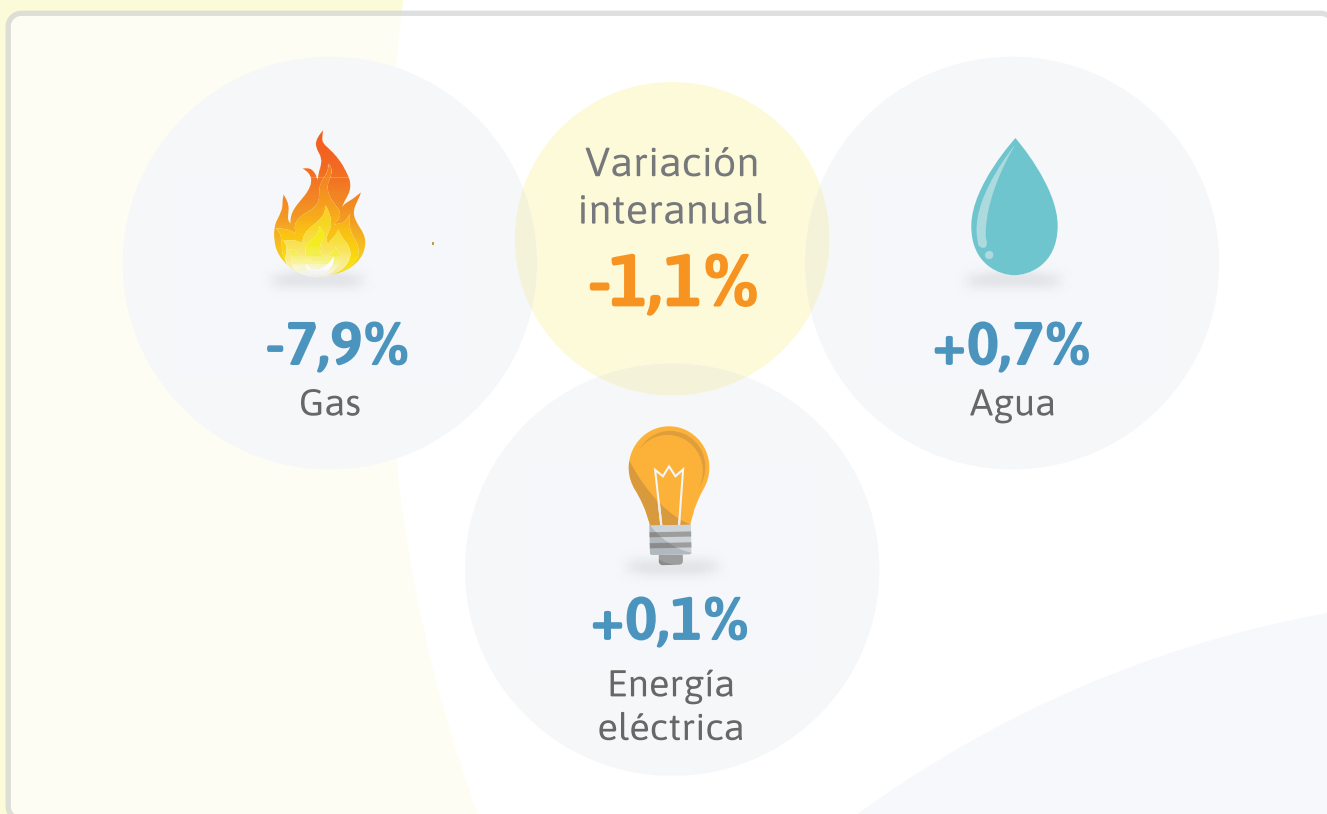 Variación
interanual
-1,1%
-7,9%
Gas
+0,7%
Agua
+0,1%
Energía
eléctrica